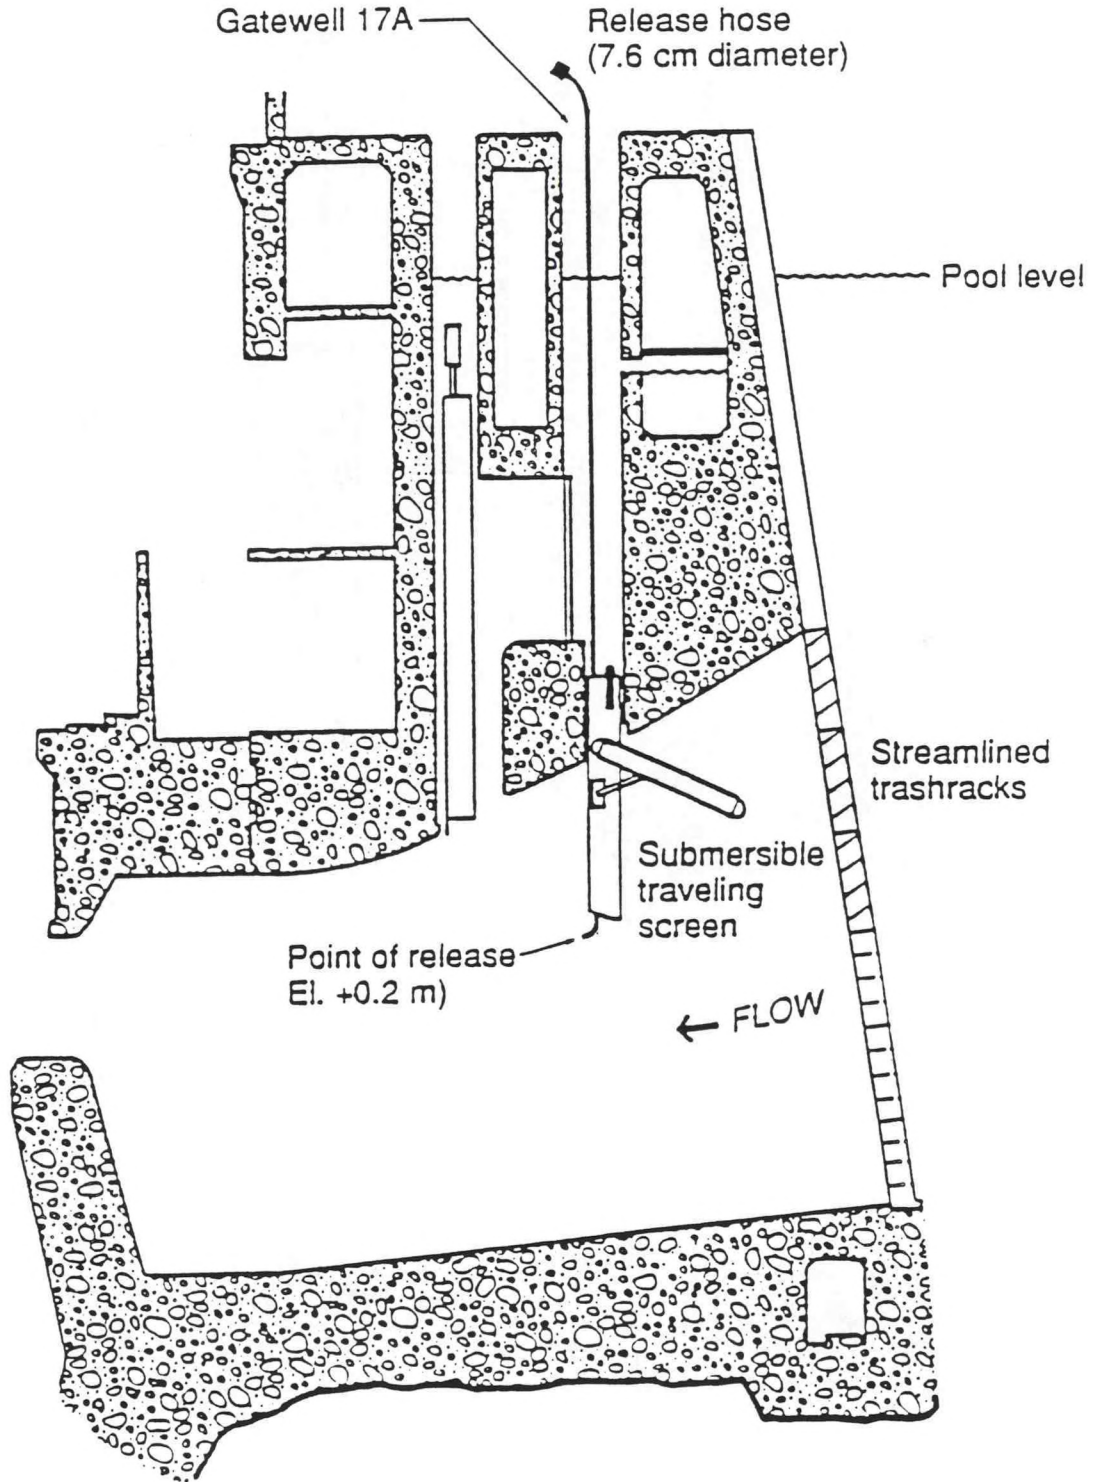 Gatewell 17A
Release hose
(7.6 cm diameter)
Pool level
Streamlined
trashracks
Submersible
traveling
screen
Point of release
El. +0.2 m)
← FLOW